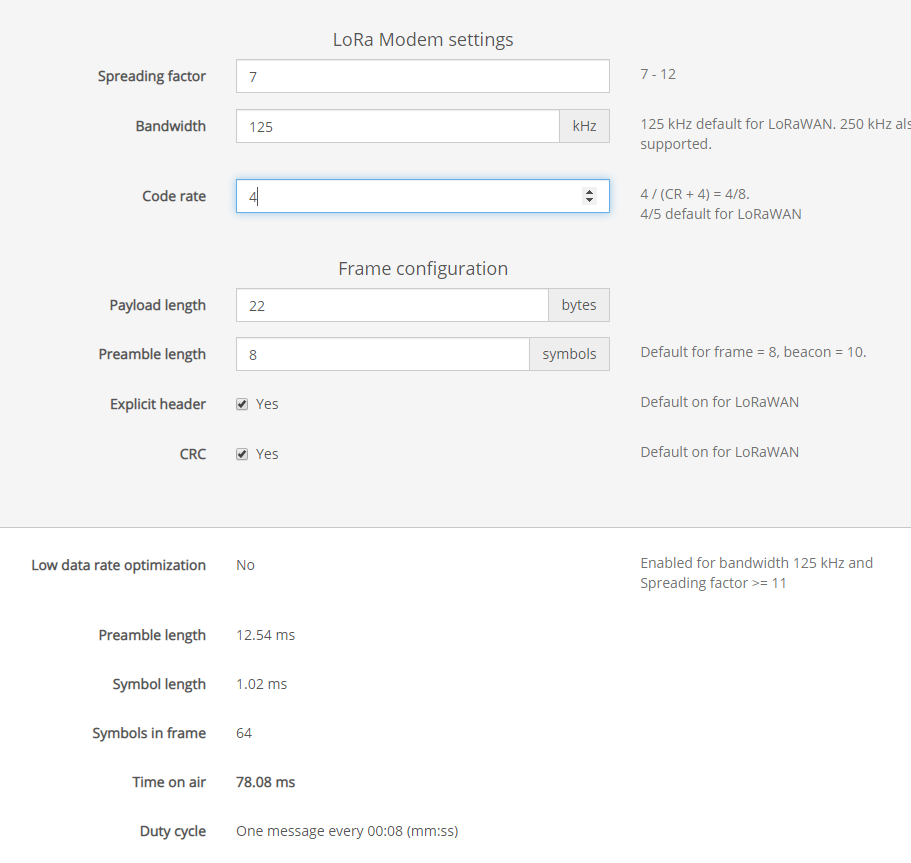 LoRa Modem settings
Spreading factor 7 7 - 12
Bandwidth 125 kHz 125 kHz default for LoRaWAN. 250 kHz als
supported.
Code rate 4 4 / (CR + 4) = 4/8.
4/5 default for LoRaWAN
Frame configuration
Payload length 22 bytes
Preamble length 8 symbols Default for frame = 8, beacon = 10.
Explicit header Yes Default on for LoRaWAN
CRC Yes Default on for LoRaWAN
Low data rate optimization No Enabled for bandwidth 125 kHz and
Spreading factor >= 11
Preamble length 12.54 ms
Symbol length 1.02 ms
Symbols in frame 64
Time on air 78.08 ms
Duty cycle One message every 00:08 (mm:ss)